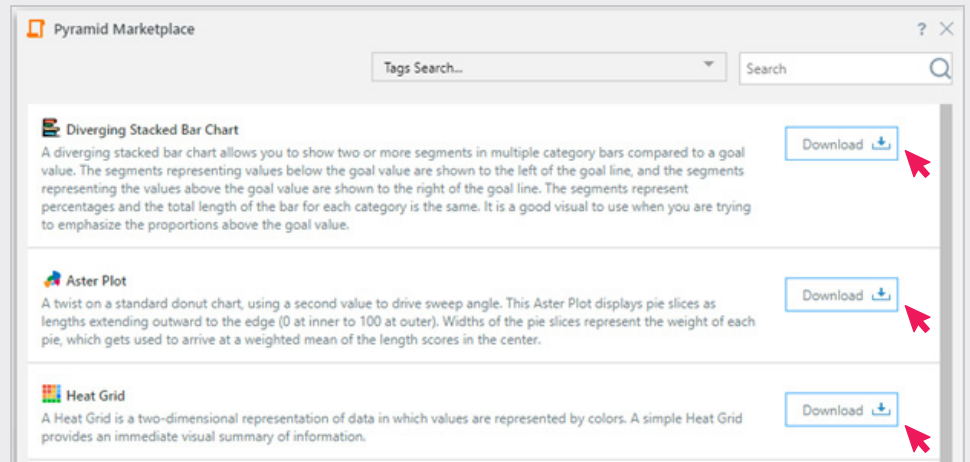 Pyramid Marketplace
?
Tags Search...
Search
Diverging Stacked Bar Chart
Download
A diverging stacked bar chart allows you to show two or more segments in multiple category bars compared to a goal
value. The segments representing values below the goal value are shown to the left of the goal line, and the segments
representing the values above the goal value are shown to the right of the goal line. The segments represent
percentages and the total length of the bar for each category is the same. It is a good visual to use when you are trying
to emphasize the proportions above the goal value.
Aster Plot
Download
A twist on a standard donut chart, using a second value to drive sweep angle. This Aster Plot displays pie slices as
lengths extending outward to the edge (0 at inner to 100 at outer). Widths of the pie slices represent the weight of each
pie, which gets used to arrive at a weighted mean of the length scores in the center.
Heat Grid
Download
A Heat Grid is a two-dimensional representation of data in which values are represented by colors. A simple Heat Grid
provides an immediate visual summary of information.